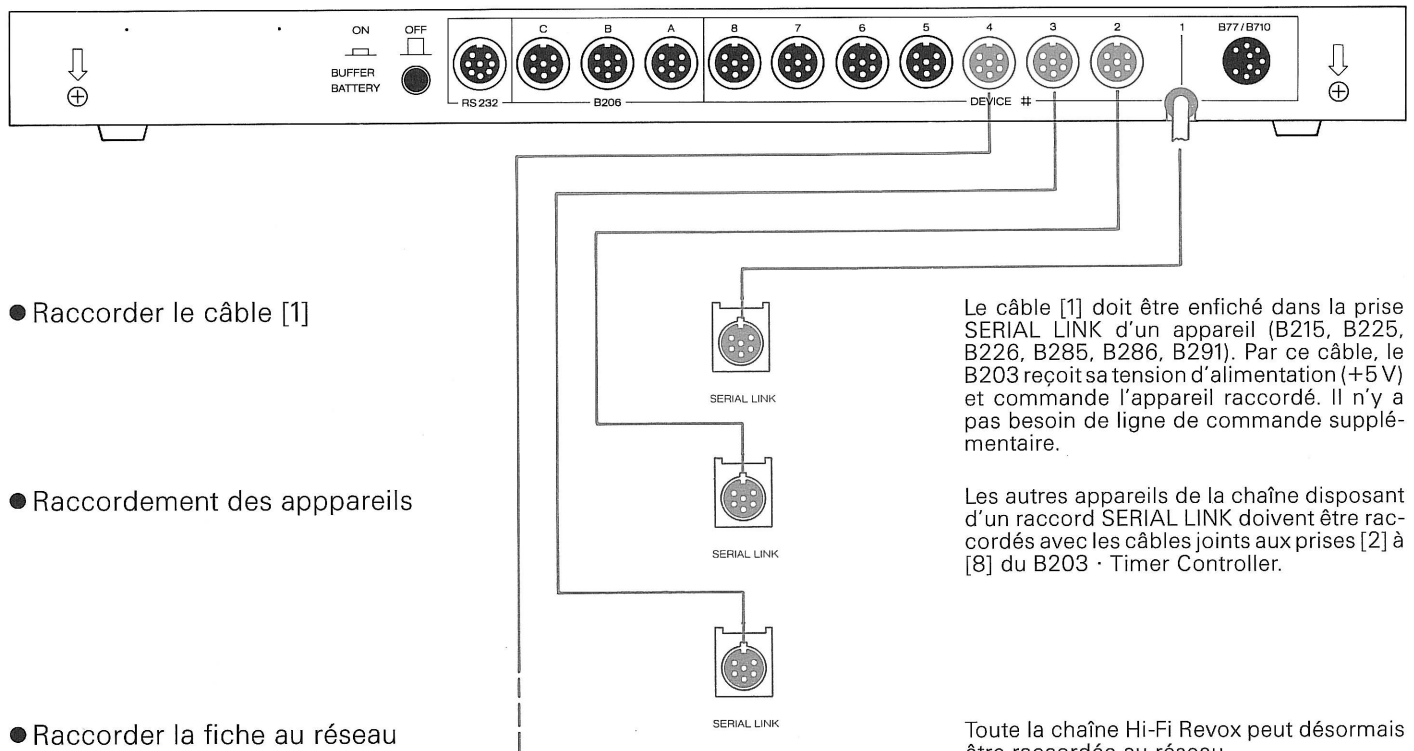 ON OFF
BUFFER
BATTERY
RS 232
C B A
B206
8 7 6 5 4 3 2 1
DEVICE #
B77/B710
● Raccorder le câble [1]
SERIAL LINK
Le câble [1] doit être enfiché dans la prise
SERIAL LINK d'un appareil (B215, B225,
B226, B285, B286, B291). Par ce câble, le
B203 reçoit sa tension d'alimentation (+5 V)
et commande l'appareil raccordé. Il n'y a
pas besoin de ligne de commande supplé-
mentaire.
● Raccordement des apppareils
SERIAL LINK
Les autres appareils de la chaîne disposant
d'un raccord SERIAL LINK doivent être rac-
cordés avec les câbles joints aux prises [2] à
[8] du B203 · Timer Controller.
SERIAL LINK
● Raccorder la fiche au réseau
Toute la chaîne Hi-Fi Revox peut désormais
être raccordée au réseau.